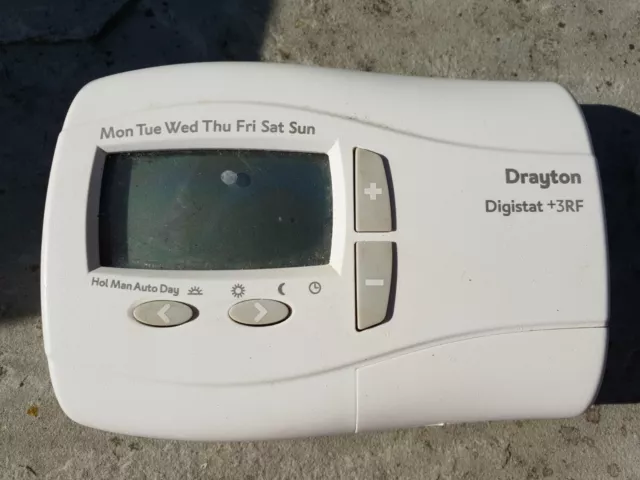 Mon Tue Wed Thu Fri Sat Sun
Drayton
Digistat +3RF
+
−
Hol Man Auto Day
< >